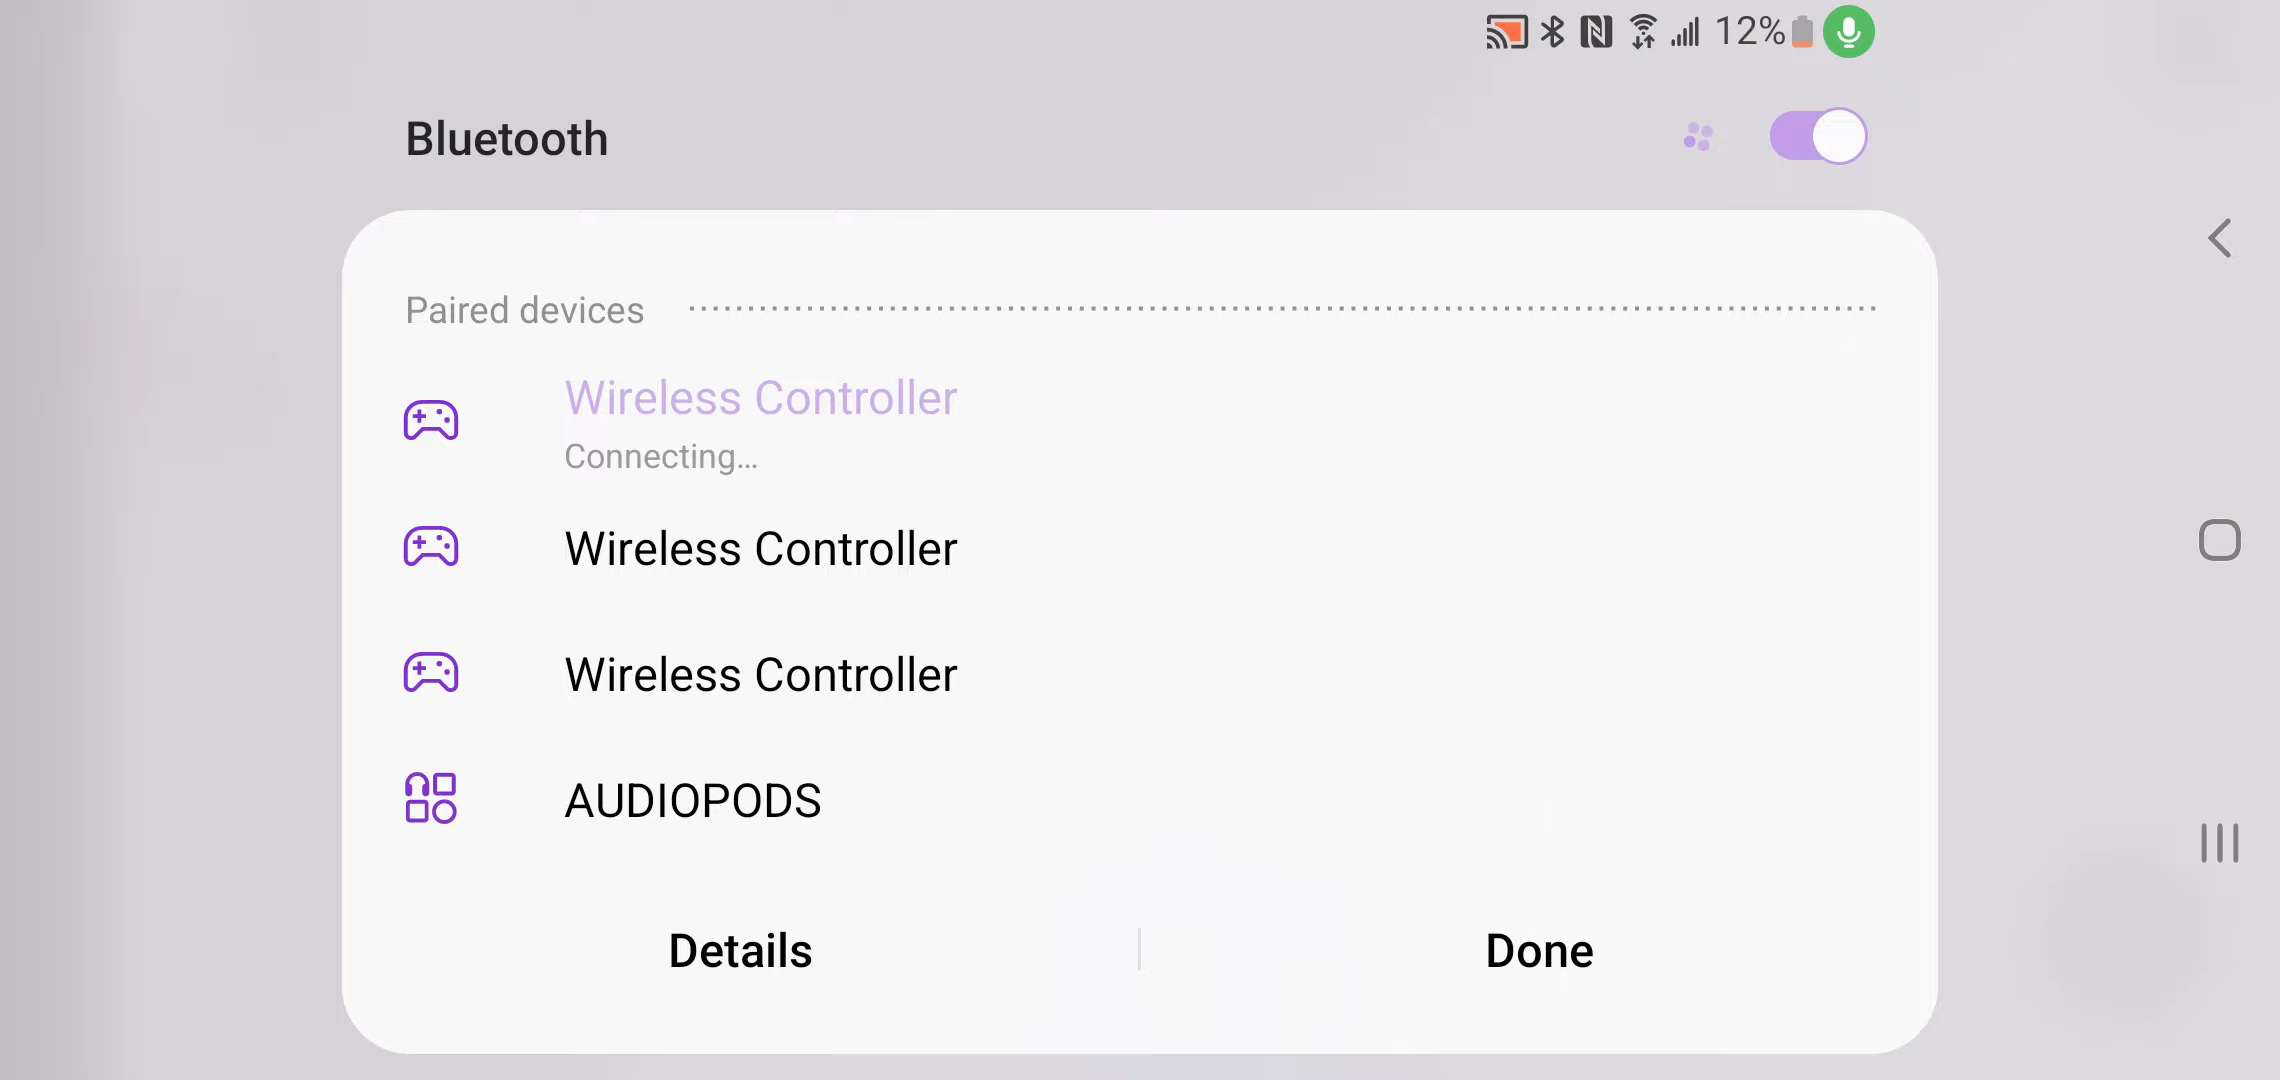 12%
Bluetooth
Paired devices
Wireless Controller
Connecting...
Wireless Controller
Wireless Controller
AUDIOPODS
Details
Done